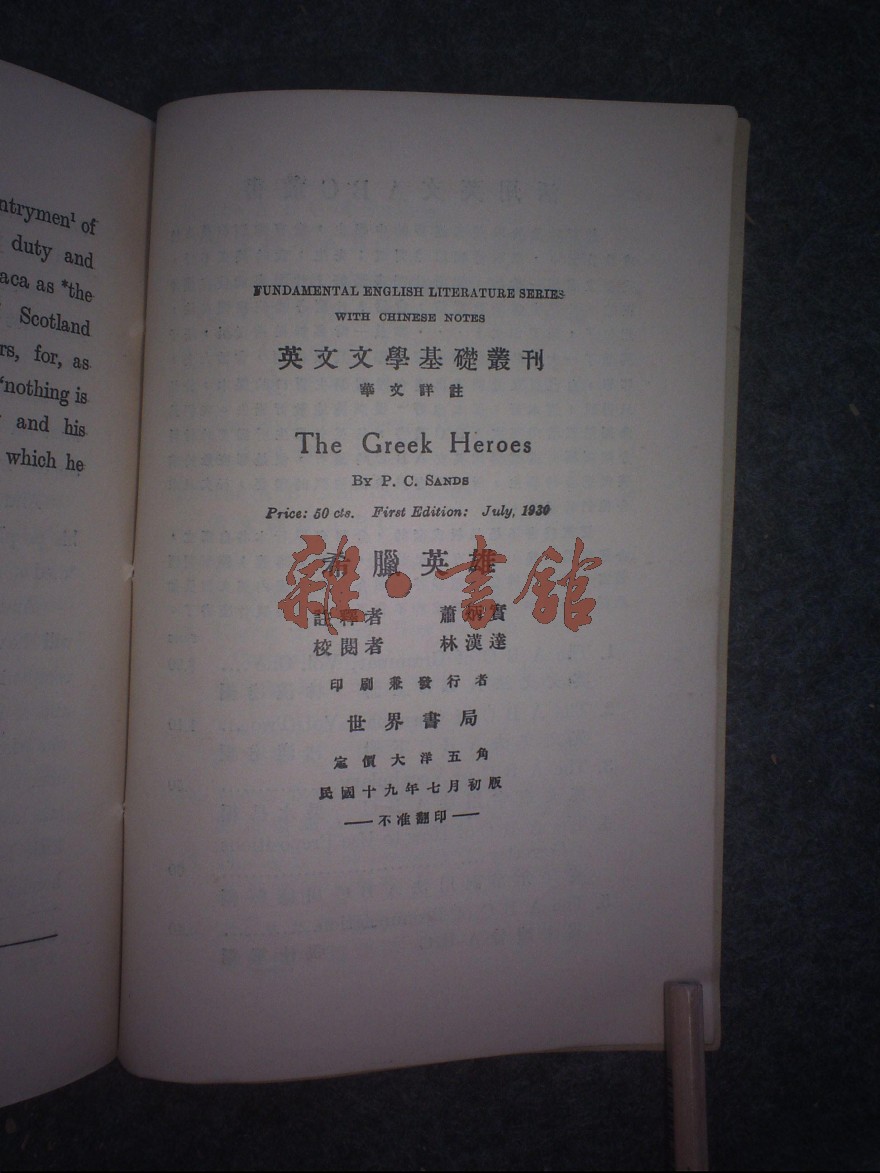 ntrymen¹ of
duty and
aca as *the
Scotland
rs, for, as
'nothing is
and his
which he
FUNDAMENTAL ENGLISH LITERATURE SERIES
WITH CHINESE NOTES
英文文學基礎叢刊
華文詳註
The Greek Heroes
BY P. C. SANDS
Price: 50 cts. First Edition: July, 1930
希臘英雄
雜·書館
註釋者 蕭炳實
校閱者 林漢達
印刷兼發行者
世界書局
定價大洋五角
民國十九年七月初版
——不准翻印——